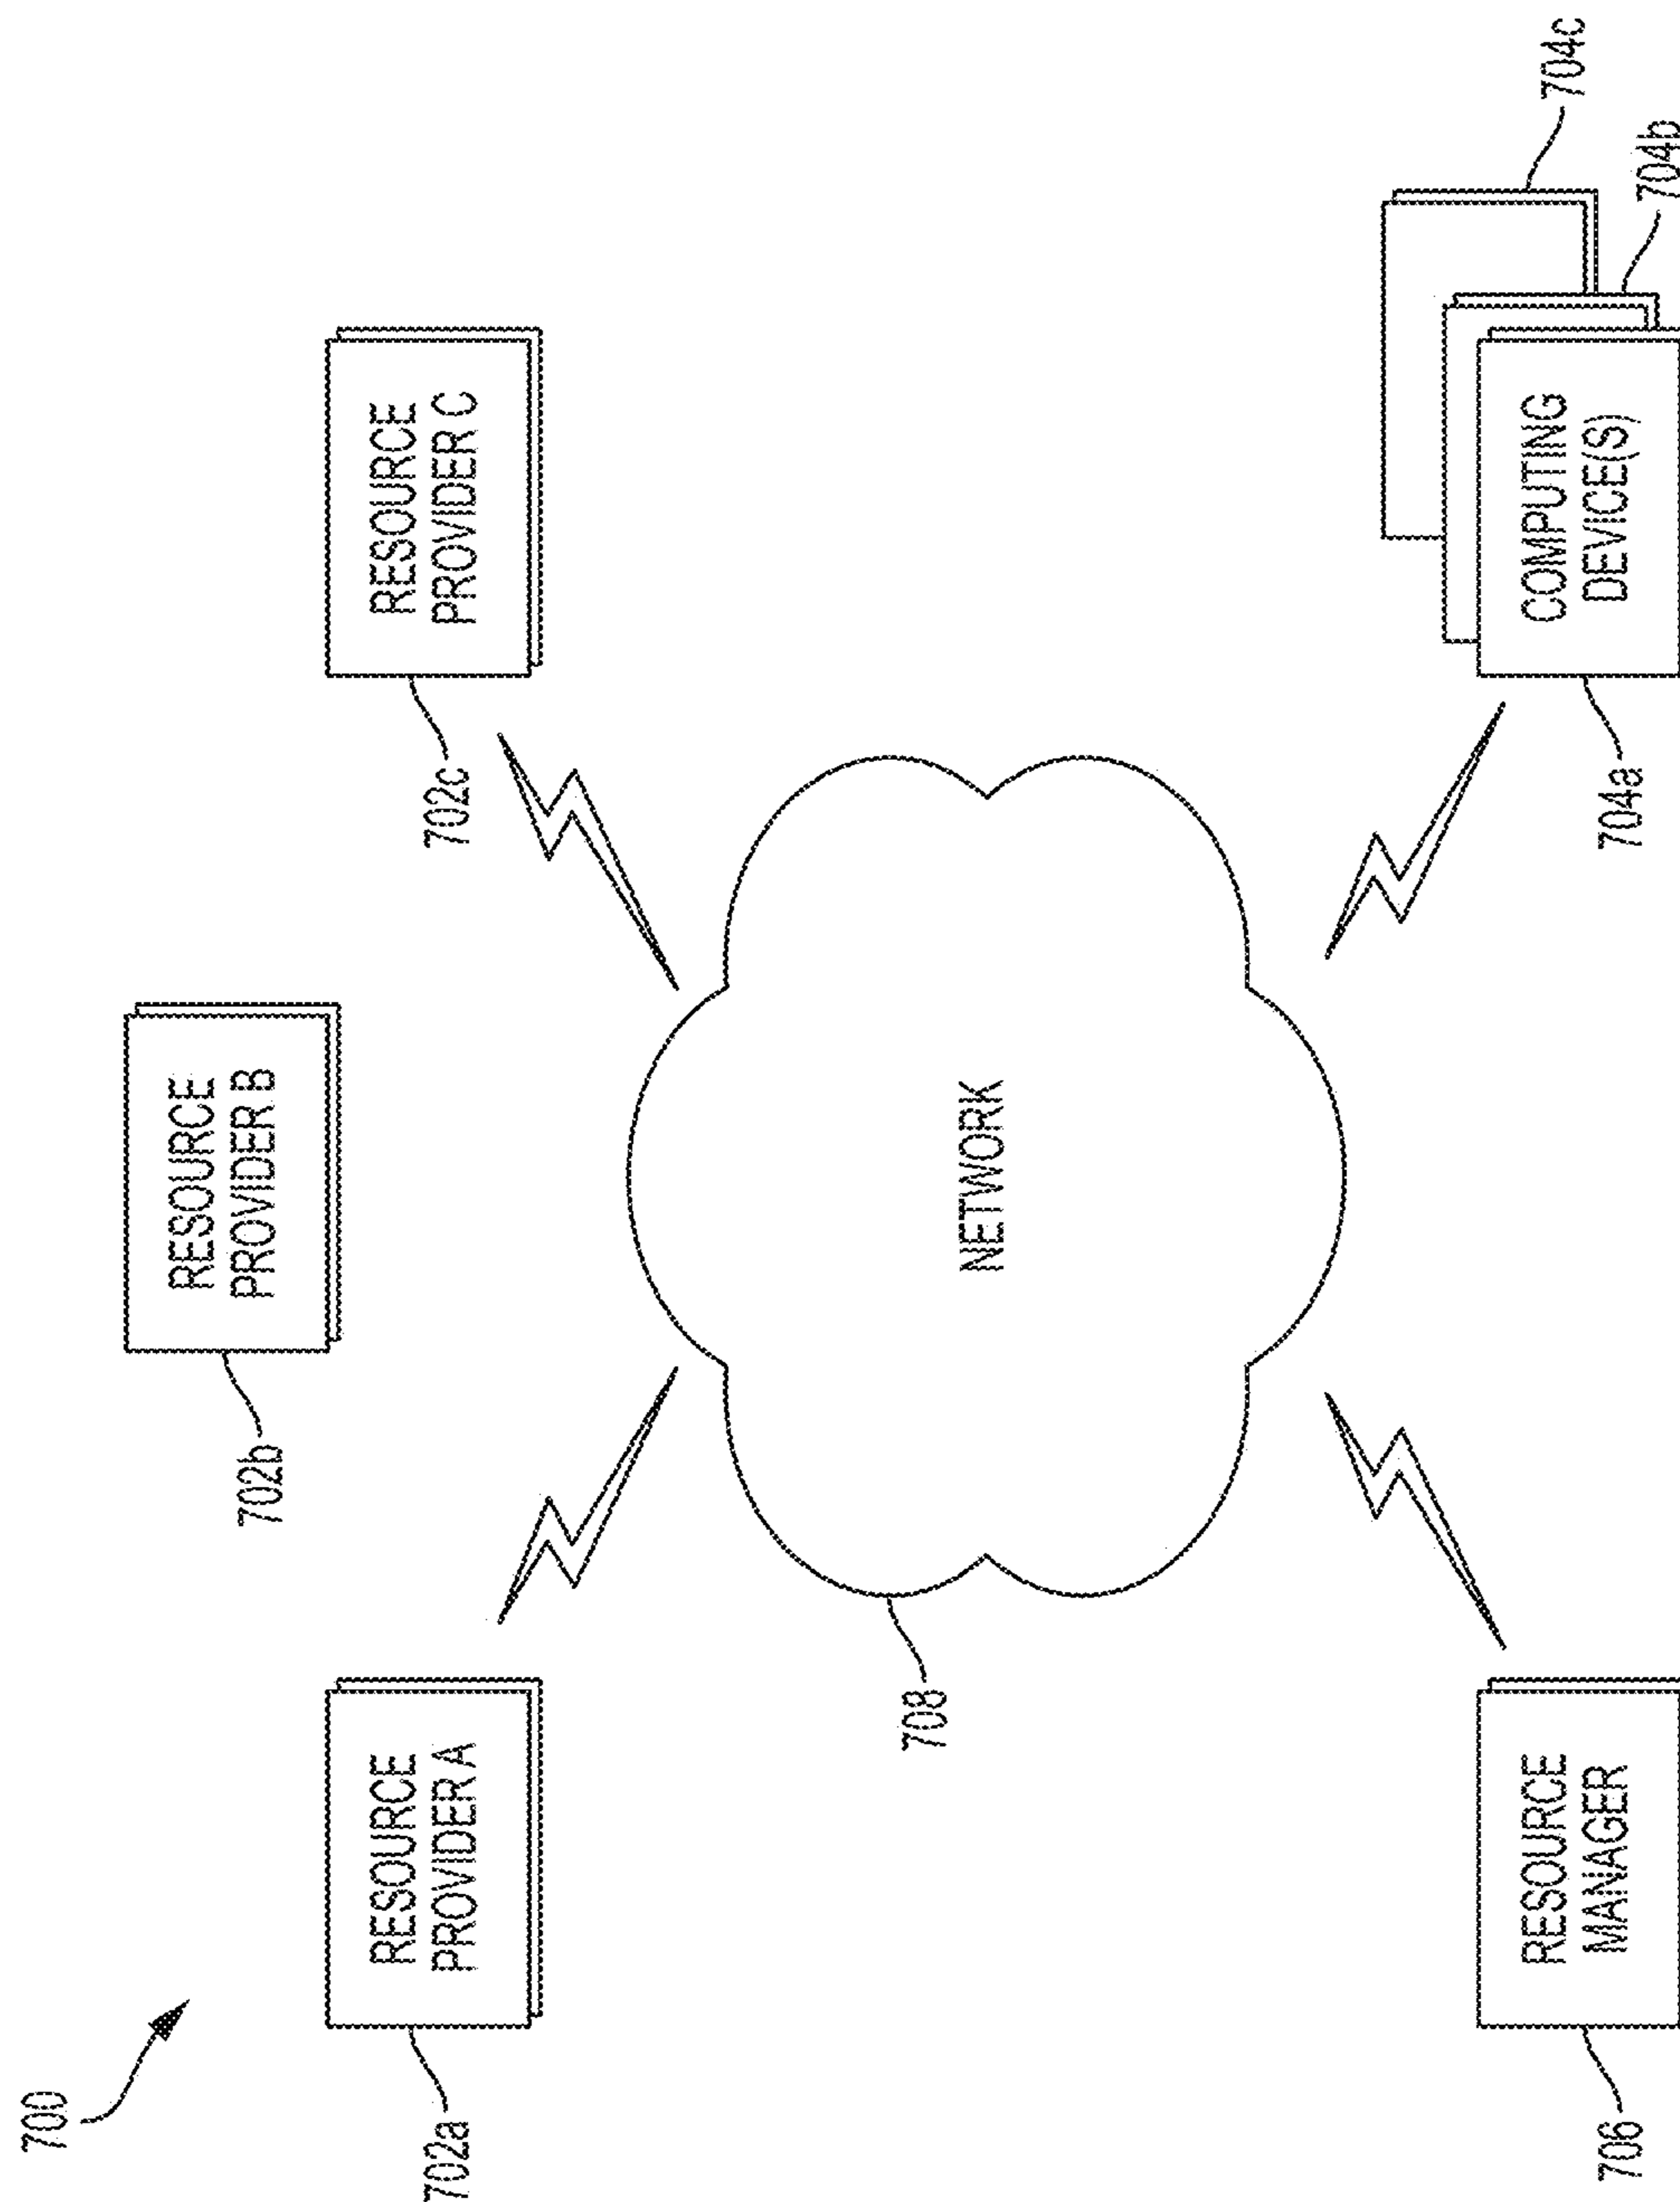 700
RESOURCE
PROVIDER B
702b
RESOURCE
PROVIDER A
702a
RESOURCE
PROVIDER C
702c
NETWORK
708
RESOURCE
MANAGER
706
COMPUTING
DEVICE(S)
704a
704b
704c